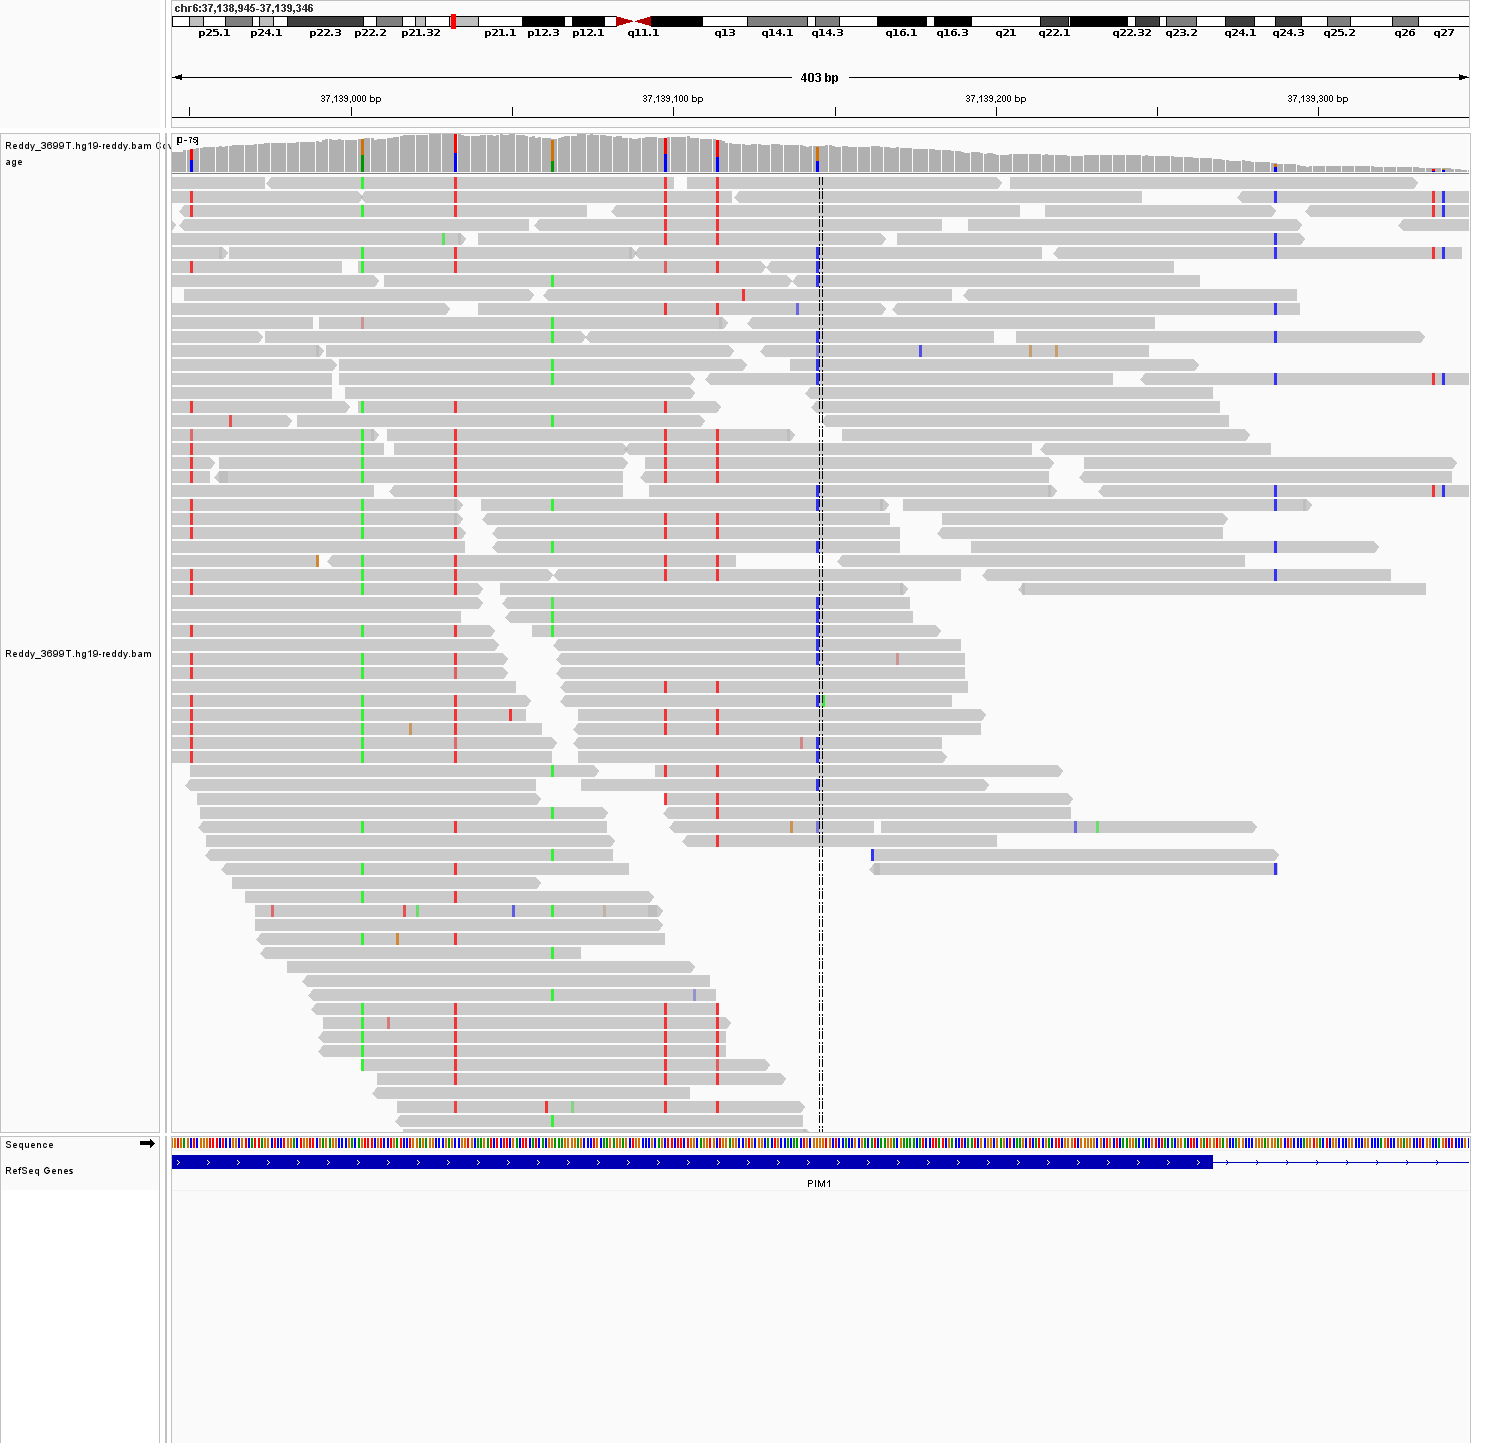 chr6:37,138,945-37,139,346
p25.1 p24.1 p22.3 p22.2 p21.32 p21.1 p12.3 p12.1 q11.1 q13 q14.1 q14.3 q16.1 q16.3 q21 q22.1 q22.32 q23.2 q24.1 q24.3 q25.2 q26 q27
403 bp
37,139,000 bp 37,139,100 bp 37,139,200 bp 37,139,300 bp
Reddy_3699T.hg19-reddy.bam Cov
age
Reddy_3699T.hg19-reddy.bam
Sequence
RefSeq Genes
PIM1